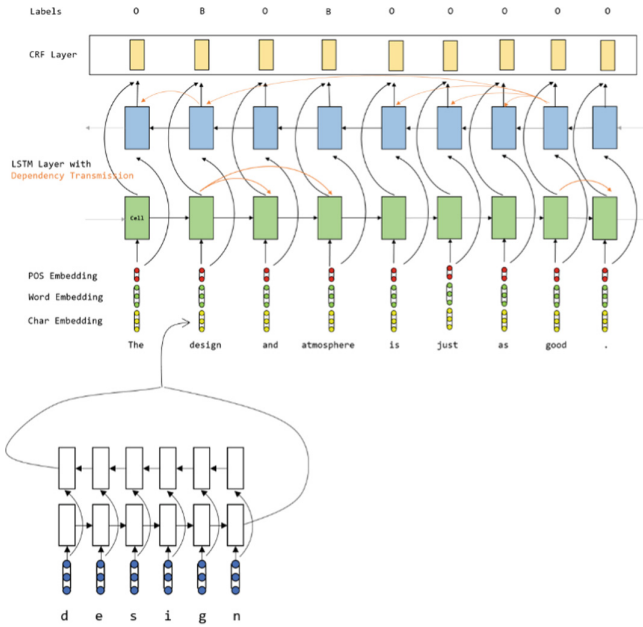 Labels O B O B O O O O O
CRF Layer
LSTM Layer with
Dependency Transmission
Cell
POS Embedding
Word Embedding
Char Embedding
The design and atmosphere is just as good .
d e s i g n